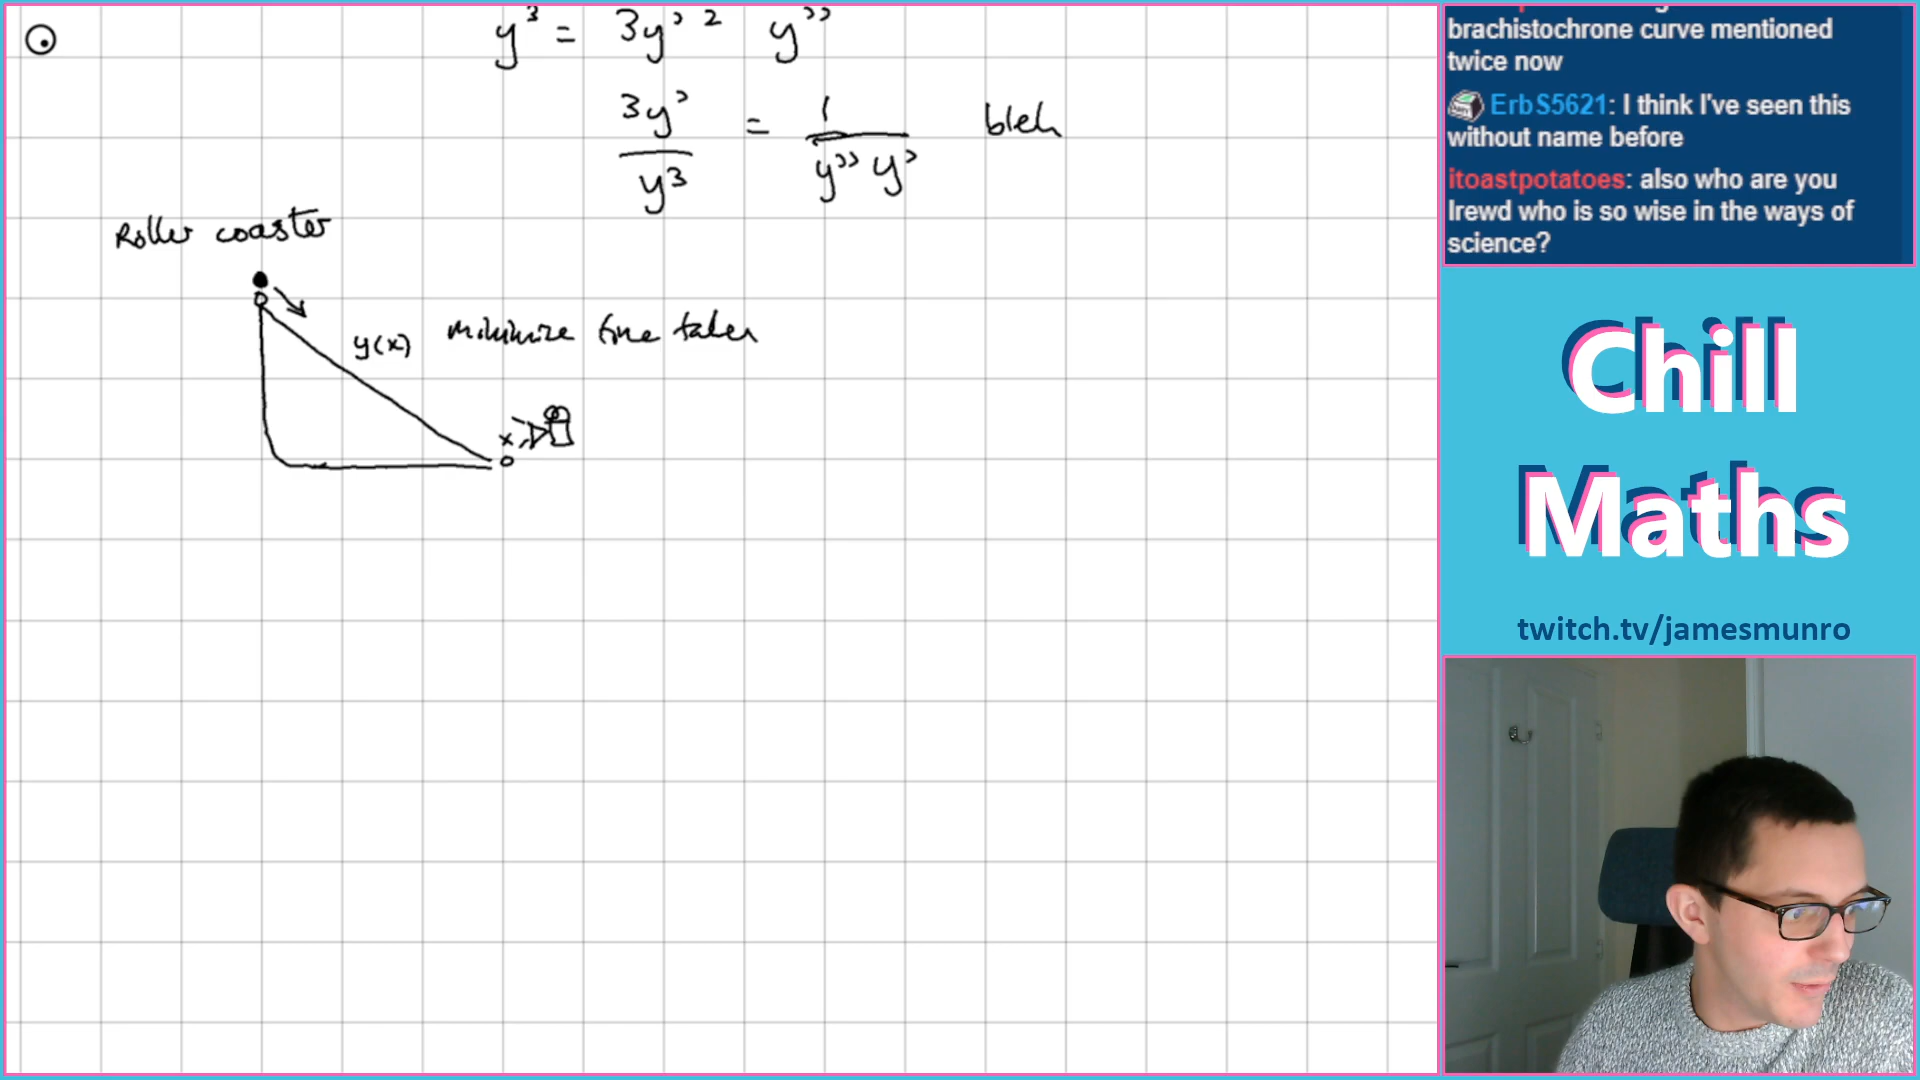 y³ = 3y'² y''
3y' / y³ = 1 / y'' y' bleh
Roller coaster
y(x) minimize time taken
x
brachistochrone curve mentioned
twice now
ErbS5621: I think I've seen this
without name before
itoastpotatoes: also who are you
lrewd who is so wise in the ways of
science?
Chill
Maths
twitch.tv/jamesmunro